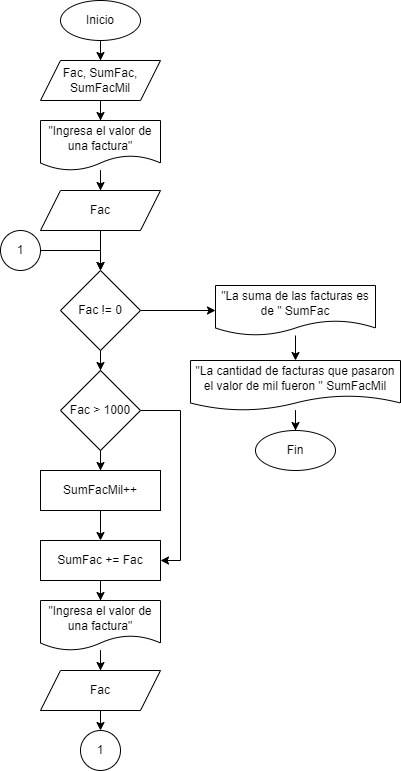 Inicio
Fac, SumFac,
SumFacMil
"Ingresa el valor de
una factura"
Fac
1
Fac != 0
"La suma de las facturas es
de " SumFac
"La cantidad de facturas que pasaron
el valor de mil fueron " SumFacMil
Fin
Fac > 1000
SumFacMil++
SumFac += Fac
"Ingresa el valor de
una factura"
Fac
1